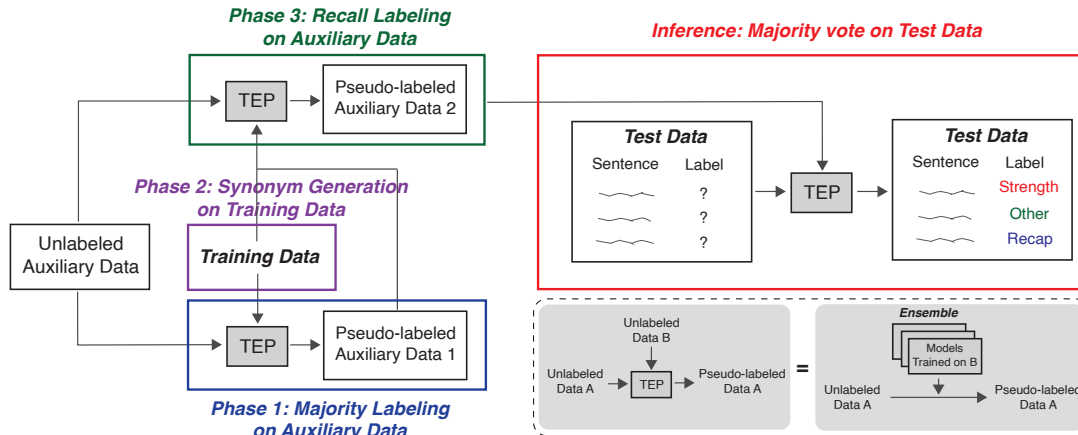 Phase 3: Recall Labeling
on Auxiliary Data
TEP
Pseudo-labeled
Auxiliary Data 2
Phase 2: Synonym Generation
on Training Data
Unlabeled
Auxiliary Data
Training Data
TEP
Pseudo-labeled
Auxiliary Data 1
Phase 1: Majority Labeling
on Auxiliary Data
Inference: Majority vote on Test Data
Test Data
Sentence Label
?
?
?
TEP
Test Data
Sentence Label
Strength
Other
Recap
Unlabeled
Data B
Unlabeled
Data A
TEP
Pseudo-labeled
Data A
=
Ensemble
Models
Trained on B
Unlabeled
Data A
Pseudo-labeled
Data A